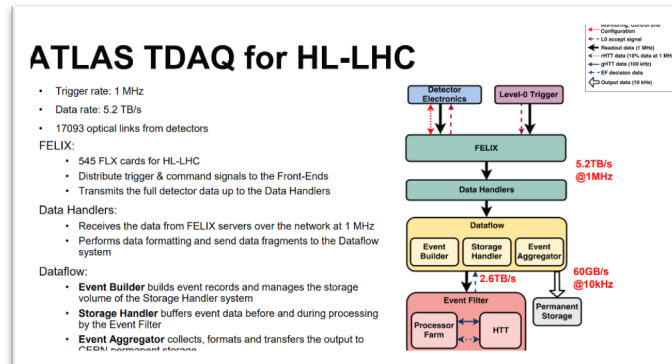 ATLAS TDAQ for HL-LHC
• Trigger rate: 1 MHz
• Data rate: 5.2 TB/s
• 17093 optical links from detectors
FELIX:
• 545 FLX cards for HL-LHC
• Distribute trigger & command signals to the Front-Ends
• Transmits the full detector data up to the Data Handlers
Data Handlers:
• Receives the data from FELIX servers over the network at 1 MHz
• Performs data formatting and send data fragments to the Dataflow
system
Dataflow:
• Event Builder builds event records and manages the storage
volume of the Storage Handler system
• Storage Handler buffers event data before and during processing
by the Event Filter
• Event Aggregator collects, formats and transfers the output to
CERN permanent storage
Monitoring, Control and
Configuration
L0 accept signal
Readout data (1 MHz)
rHTT data (10% data at 1 MHz
gHTT data (100 kHz)
EF decision data
Output data (10 kHz)
Detector
Electronics
Level-0 Trigger
FELIX
5.2TB/s
@1MHz
Data Handlers
Dataflow
Event
Builder
Storage
Handler
Event
Aggregator
2.6TB/s
60GB/s
@10kHz
Event Filter
Processor
Farm
HTT
Permanent
Storage